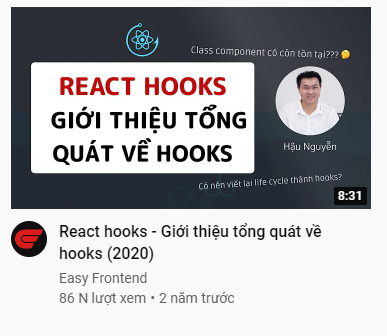 Class component có còn tồn tại??? 🤔
REACT HOOKS
GIỚI THIỆU TỔNG
QUÁT VỀ HOOKS
Hậu Nguyễn
Có nên viết lại life cycle thành hooks?
8:31
React hooks - Giới thiệu tổng quát về
hooks (2020)
Easy Frontend
86 N lượt xem • 2 năm trước